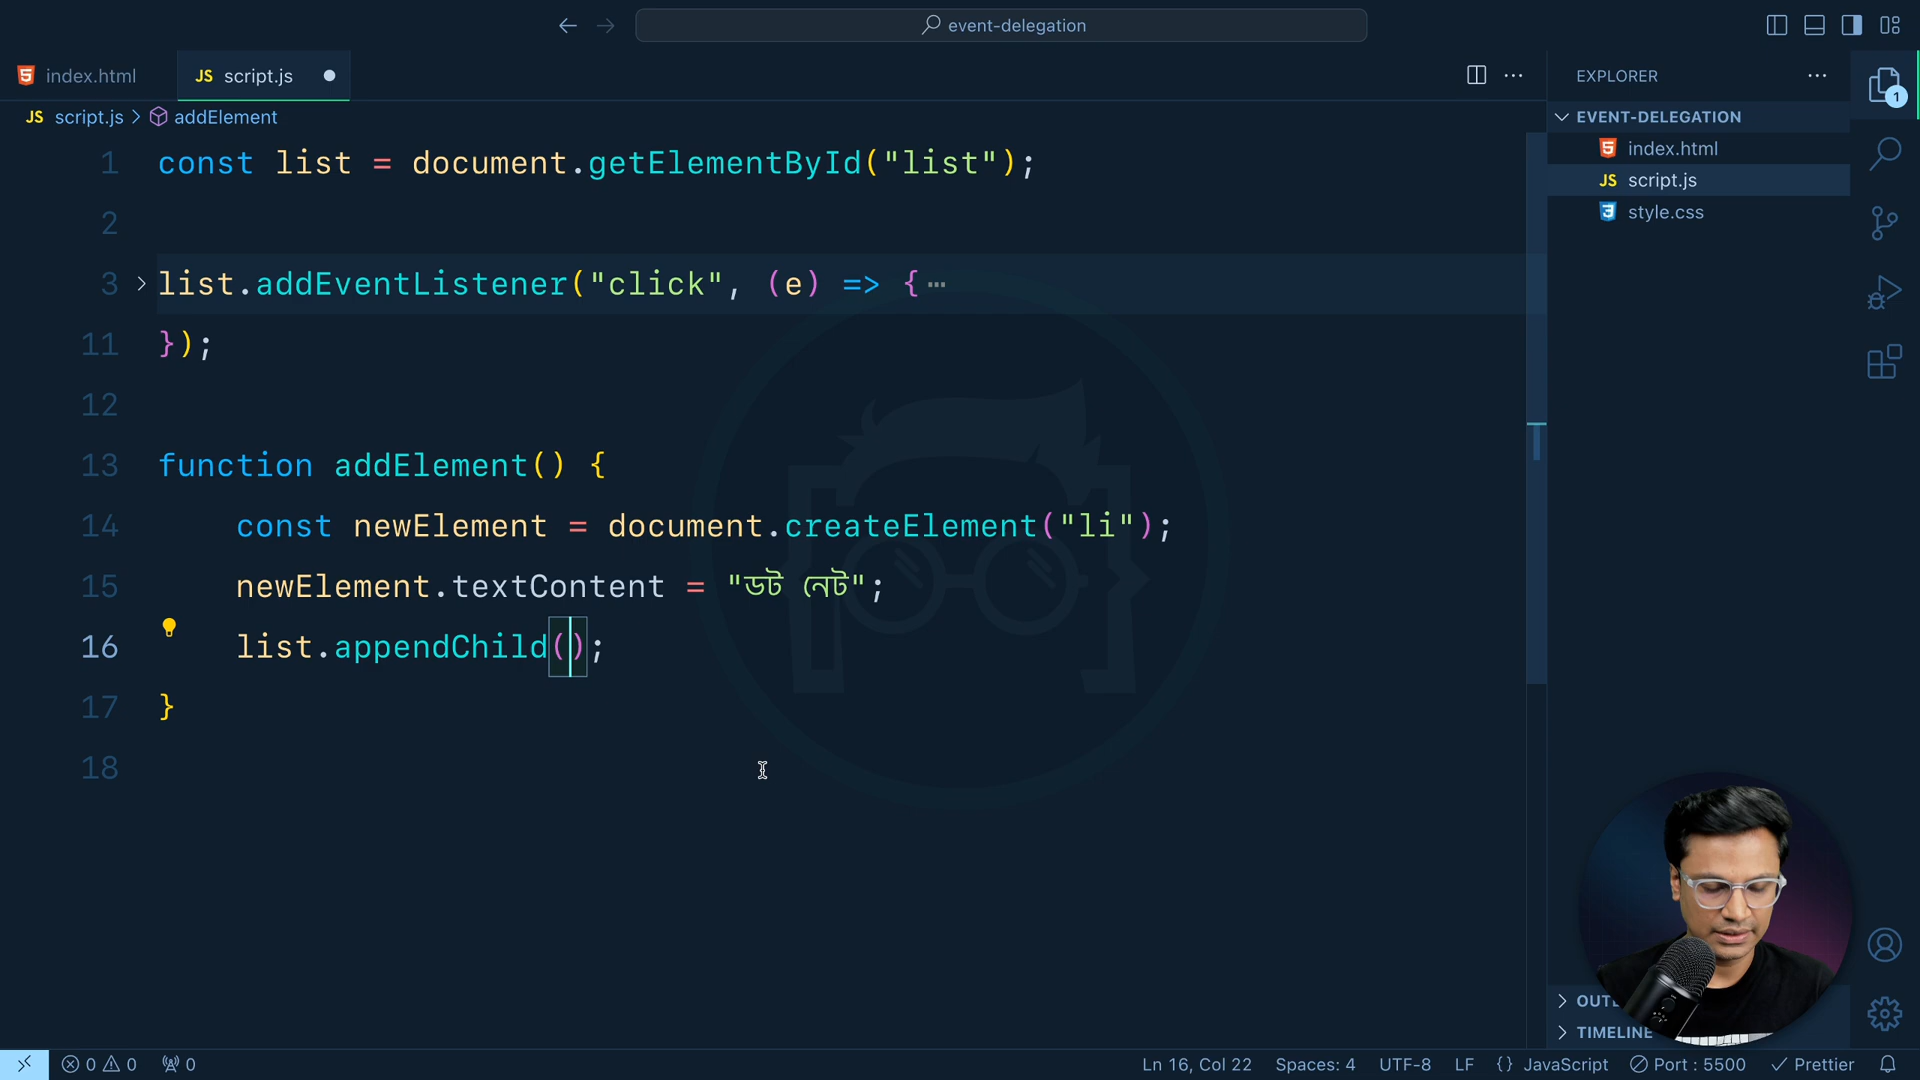 event-delegation
index.html
JS script.js
EXPLORER
JS script.js > addElement
EVENT-DELEGATION
index.html
JS script.js
style.css
1
1 const list = document.getElementById("list");
2
3 list.addEventListener("click", (e) => {
11 });
12
13 function addElement() {
14 const newElement = document.createElement("li");
15 newElement.textContent = "ডট নেট";
16 list.appendChild();
17 }
18
TIMELINE
0 0 0
Ln 16, Col 22 Spaces: 4 UTF-8 LF {} JavaScript Port : 5500 Prettier